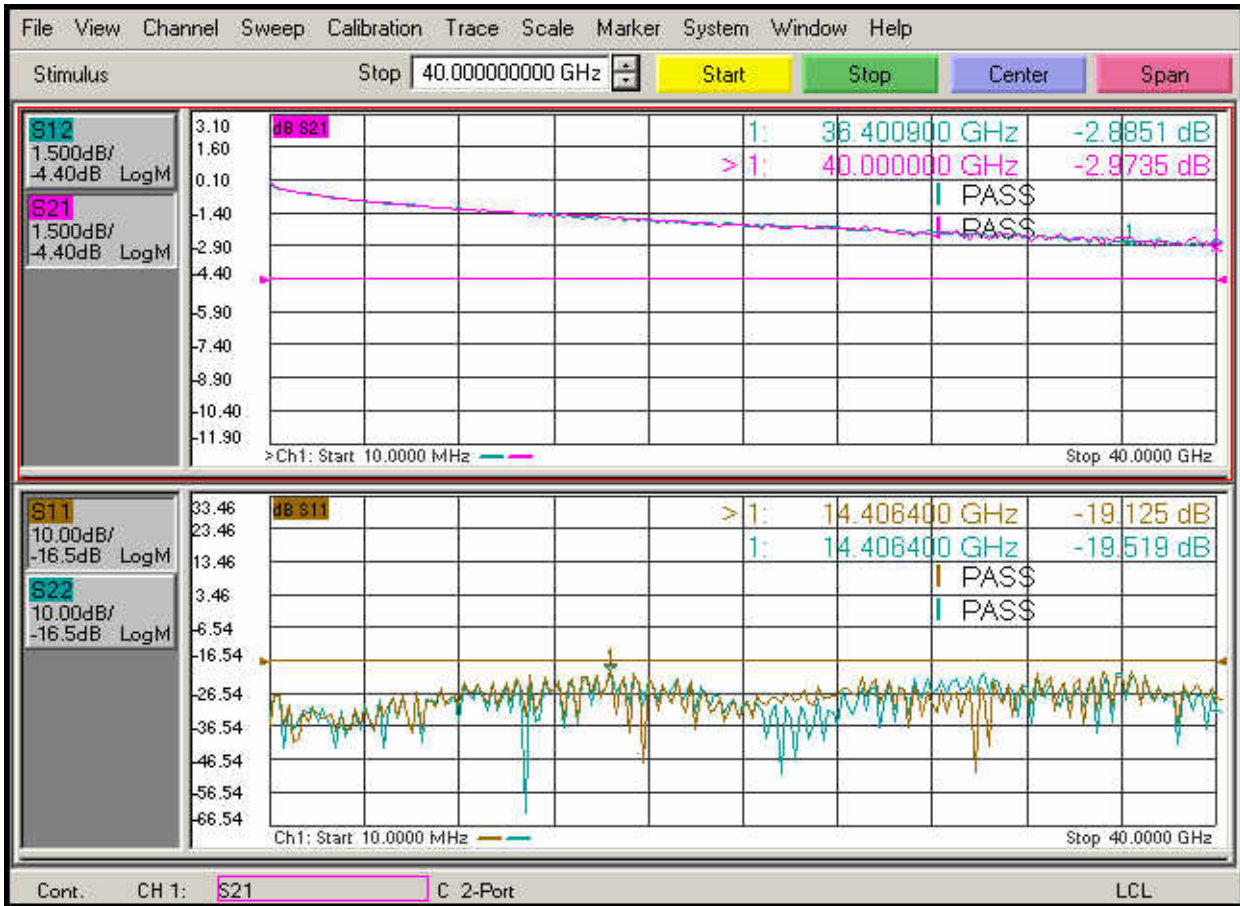 File View Channel Sweep Calibration Trace Scale Marker System Window Help
Stimulus Stop 40.000000000 GHz Start Stop Center Span
S12
1.500dB/
-4.40dB LogM
S21
1.500dB/
-4.40dB LogM
3.10
1.60
0.10
-1.40
-2.90
-4.40
-5.90
-7.40
-8.90
-10.40
-11.90
dB S21
1: 36.400900 GHz -2.8851 dB
> 1: 40.000000 GHz -2.9735 dB
PASS
PASS
1
>Ch1: Start 10.0000 MHz Stop 40.0000 GHz
S11
10.00dB/
-16.5dB LogM
S22
10.00dB/
-16.5dB LogM
33.46
23.46
13.46
3.46
-6.54
-16.54
-26.54
-36.54
-46.54
-56.54
-66.54
dB S11
> 1: 14.406400 GHz -19.125 dB
1: 14.406400 GHz -19.519 dB
PASS
PASS
Ch1: Start 10.0000 MHz Stop 40.0000 GHz
Cont. CH 1: S21 C 2-Port LCL